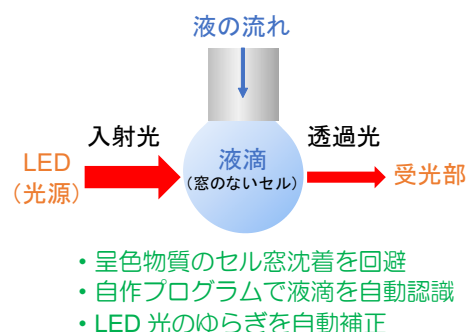 液の流れ
入射光
透過光
LED
（光源）
液滴
（窓のないセル）
受光部
・呈色物質のセル窓沈着を回避
・自作プログラムで液滴を自動認識
・LED 光のゆらぎを自動補正